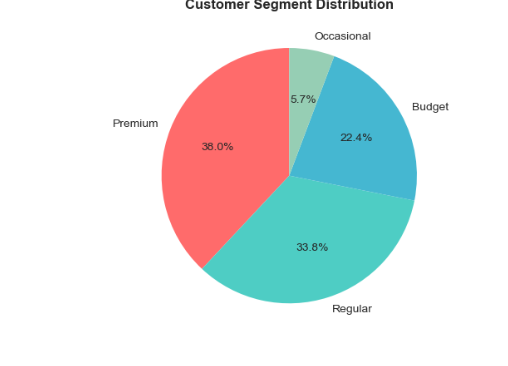 Customer Segment Distribution
Occasional
5.7%
Budget
22.4%
Premium
38.0%
33.8%
Regular